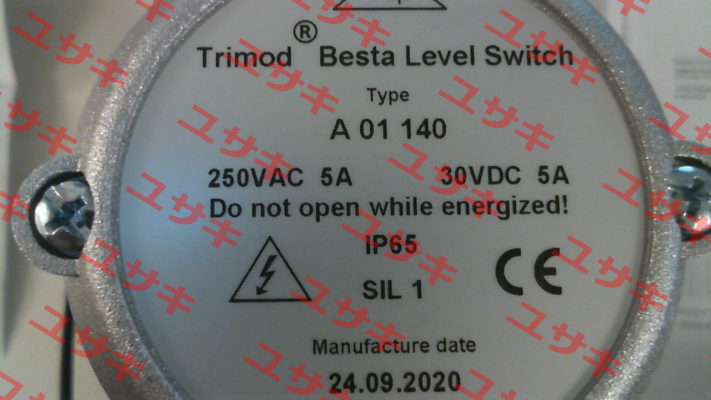 Trimod® Besta Level Switch
Type
A 01 140
250VAC 5A 30VDC 5A
Do not open while energized!
IP65
CE
SIL 1
Manufacture date
24.09.2020
ユサキ